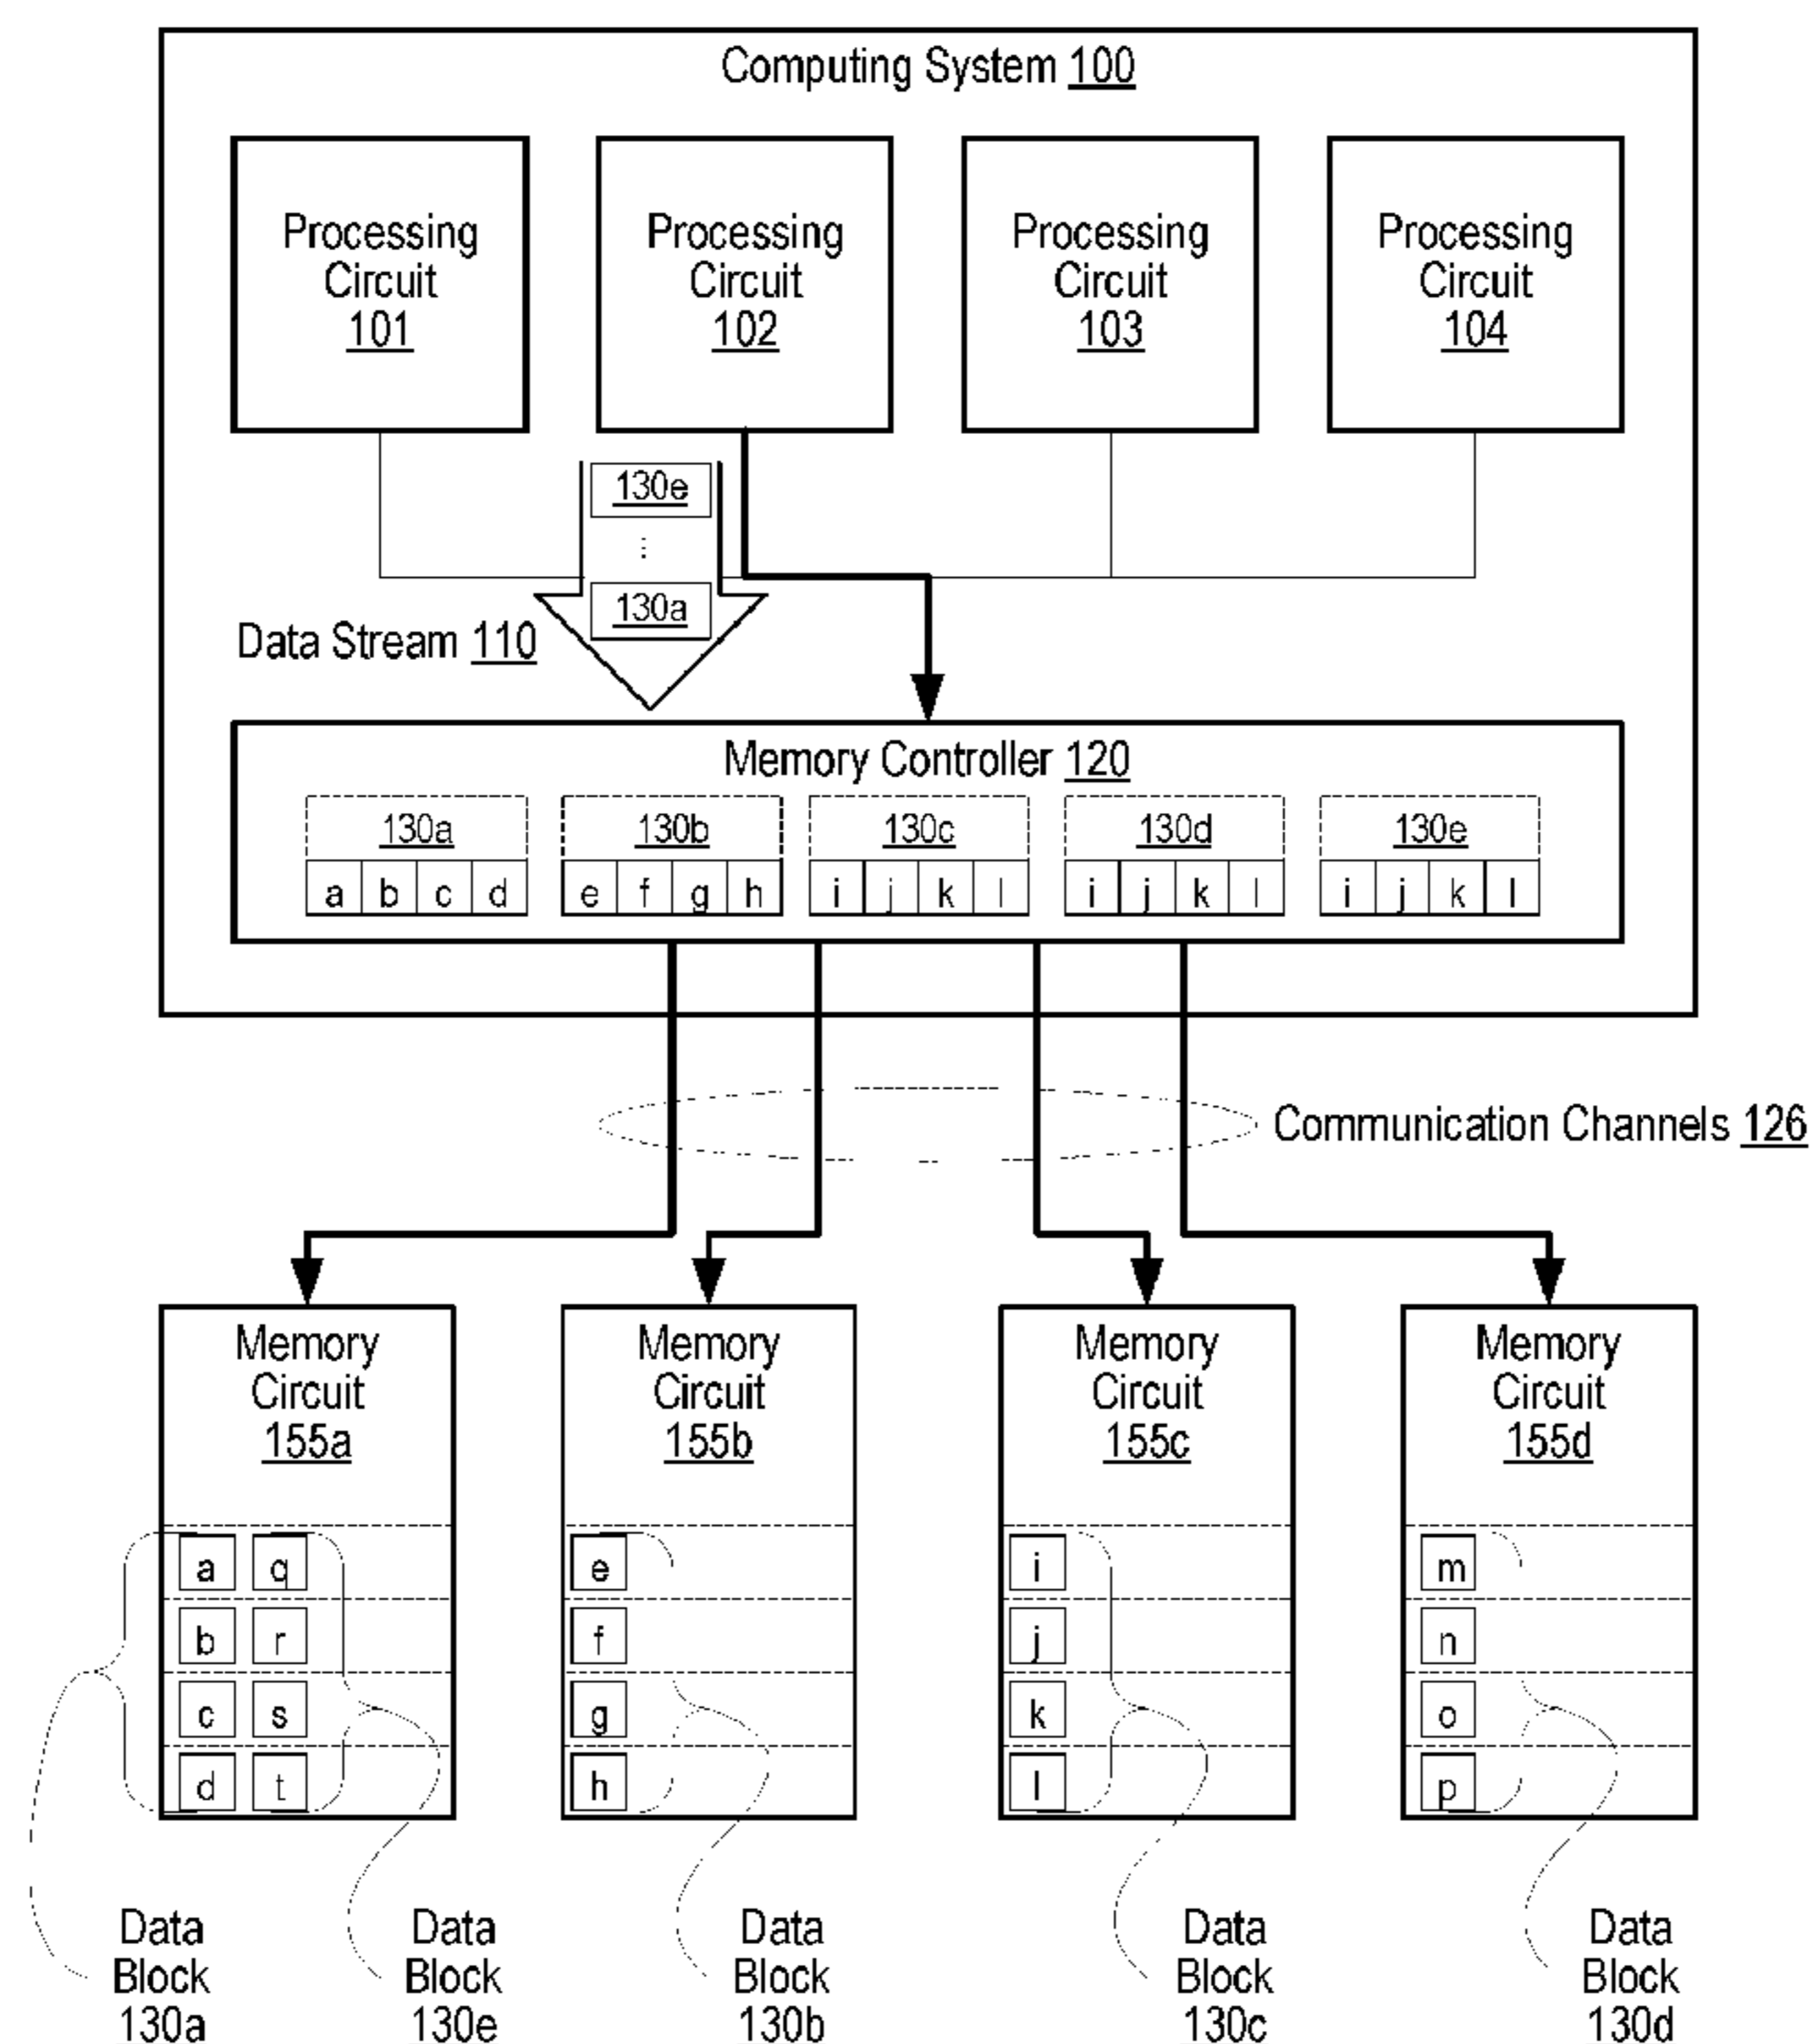 Computing System 100
Processing
Circuit
101
Processing
Circuit
102
Processing
Circuit
103
Processing
Circuit
104
130e
⋮
130a
Data Stream 110
Memory Controller 120
130a 130b 130c 130d 130e
a b c d e f g h i j k l i j k l i j k l
Communication Channels 126
Memory
Circuit
155a
Memory
Circuit
155b
Memory
Circuit
155c
Memory
Circuit
155d
a q e i m
b r f j n
c s g k o
d t h l p
Data
Block
130a
Data
Block
130e
Data
Block
130b
Data
Block
130c
Data
Block
130d